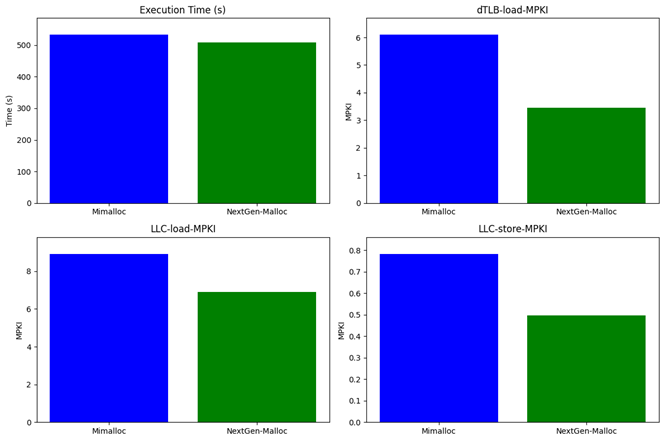 Execution Time (s)
Time (s)
500
400
300
200
100
0
Mimalloc NextGen-Malloc
dTLB-load-MPKI
MPKI
6
5
4
3
2
1
0
Mimalloc NextGen-Malloc
LLC-load-MPKI
MPKI
8
6
4
2
0
Mimalloc NextGen-Malloc
LLC-store-MPKI
MPKI
0.8
0.7
0.6
0.5
0.4
0.3
0.2
0.1
0.0
Mimalloc NextGen-Malloc